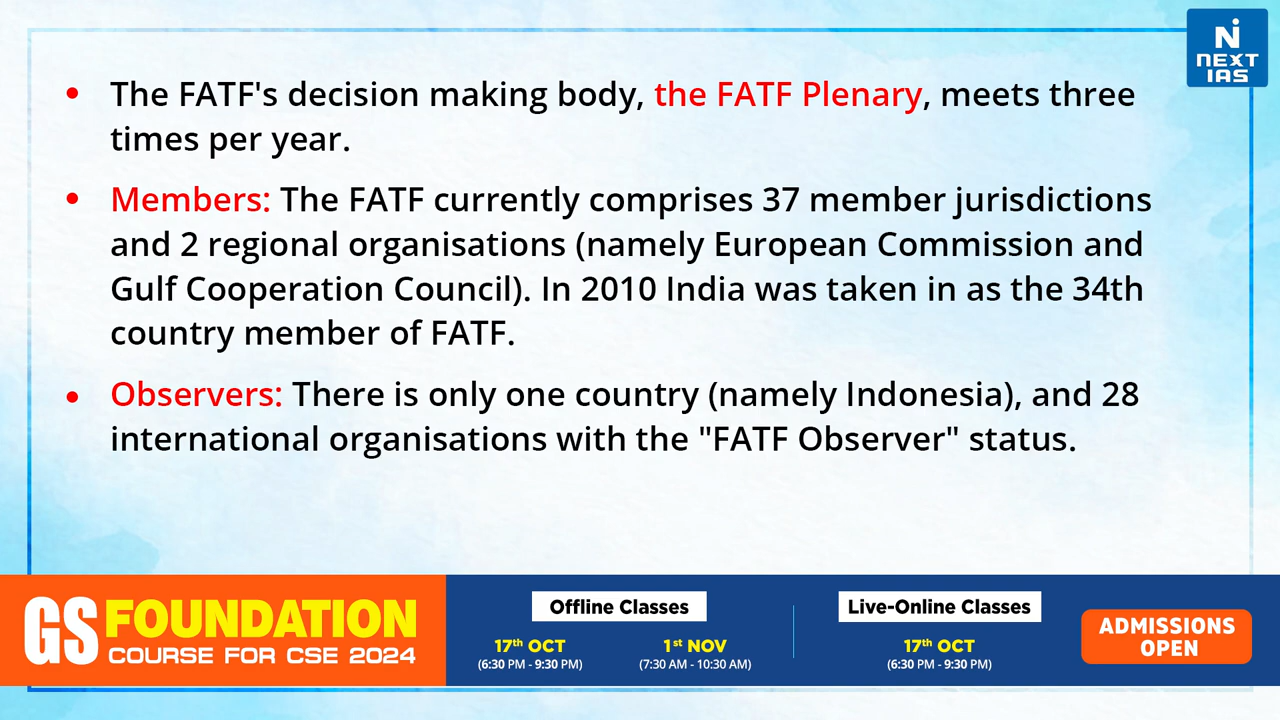 NEXT
IAS
• The FATF's decision making body, the FATF Plenary, meets three
times per year.
• Members: The FATF currently comprises 37 member jurisdictions
and 2 regional organisations (namely European Commission and
Gulf Cooperation Council). In 2010 India was taken in as the 34th
country member of FATF.
• Observers: There is only one country (namely Indonesia), and 28
international organisations with the "FATF Observer" status.
GS FOUNDATION
COURSE FOR CSE 2024
Offline Classes
17th OCT
(6:30 PM - 9:30 PM)
1st NOV
(7:30 AM - 10:30 AM)
Live-Online Classes
17th OCT
(6:30 PM - 9:30 PM)
ADMISSIONS
OPEN